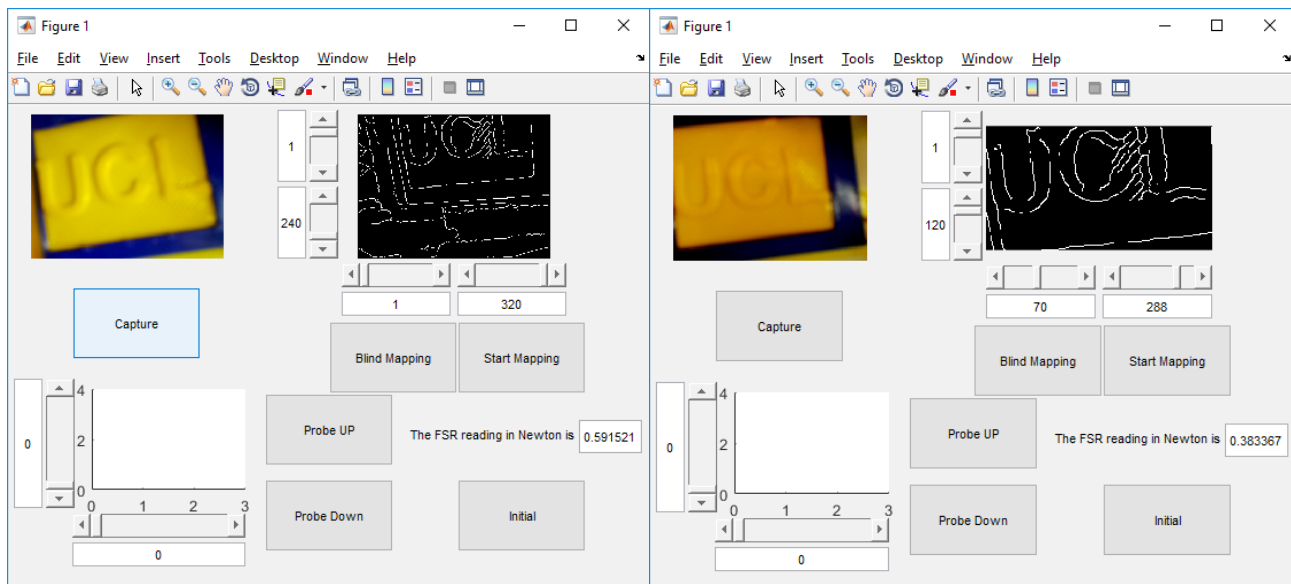 Figure 1
File Edit View Insert Tools Desktop Window Help
UCL
1
240
1
320
Capture
Blind Mapping
Start Mapping
0
4
2
0
0 1 2 3
0
Probe UP
The FSR reading in Newton is 0.591521
Probe Down
Initial
Figure 1
File Edit View Insert Tools Desktop Window Help
UCL
1
120
UCL
70
288
Capture
Blind Mapping
Start Mapping
0
4
2
0
0 1 2 3
0
Probe UP
The FSR reading in Newton is 0.383367
Probe Down
Initial